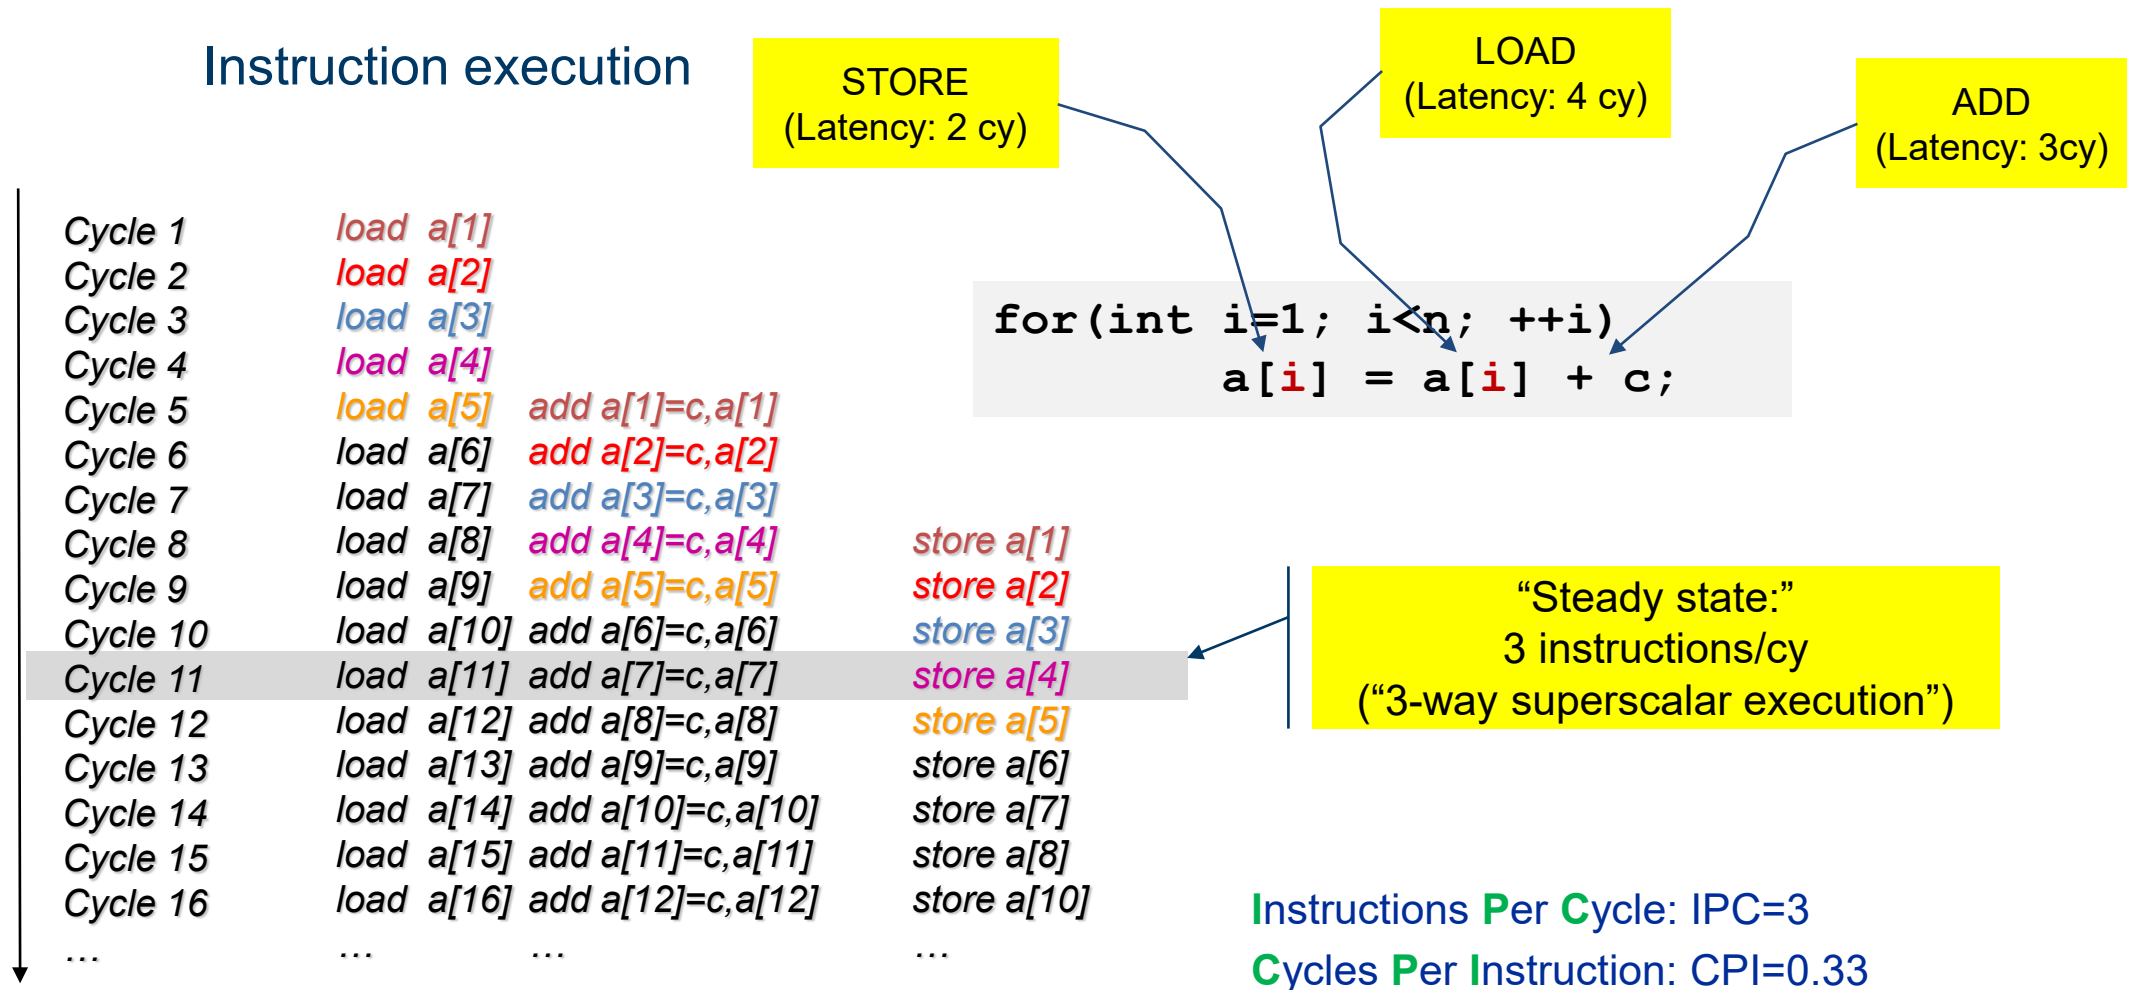 Instruction execution
STORE
(Latency: 2 cy)
LOAD
(Latency: 4 cy)
ADD
(Latency: 3cy)
for(int i=1; i<n; ++i)
a[i] = a[i] + c;
Cycle 1 load a[1]
Cycle 2 load a[2]
Cycle 3 load a[3]
Cycle 4 load a[4]
Cycle 5 load a[5] add a[1]=c,a[1]
Cycle 6 load a[6] add a[2]=c,a[2]
Cycle 7 load a[7] add a[3]=c,a[3]
Cycle 8 load a[8] add a[4]=c,a[4] store a[1]
Cycle 9 load a[9] add a[5]=c,a[5] store a[2]
Cycle 10 load a[10] add a[6]=c,a[6] store a[3]
Cycle 11 load a[11] add a[7]=c,a[7] store a[4]
Cycle 12 load a[12] add a[8]=c,a[8] store a[5]
Cycle 13 load a[13] add a[9]=c,a[9] store a[6]
Cycle 14 load a[14] add a[10]=c,a[10] store a[7]
Cycle 15 load a[15] add a[11]=c,a[11] store a[8]
Cycle 16 load a[16] add a[12]=c,a[12] store a[10]
… … … …
“Steady state:”
3 instructions/cy
(“3-way superscalar execution”)
Instructions Per Cycle: IPC=3
Cycles Per Instruction: CPI=0.33